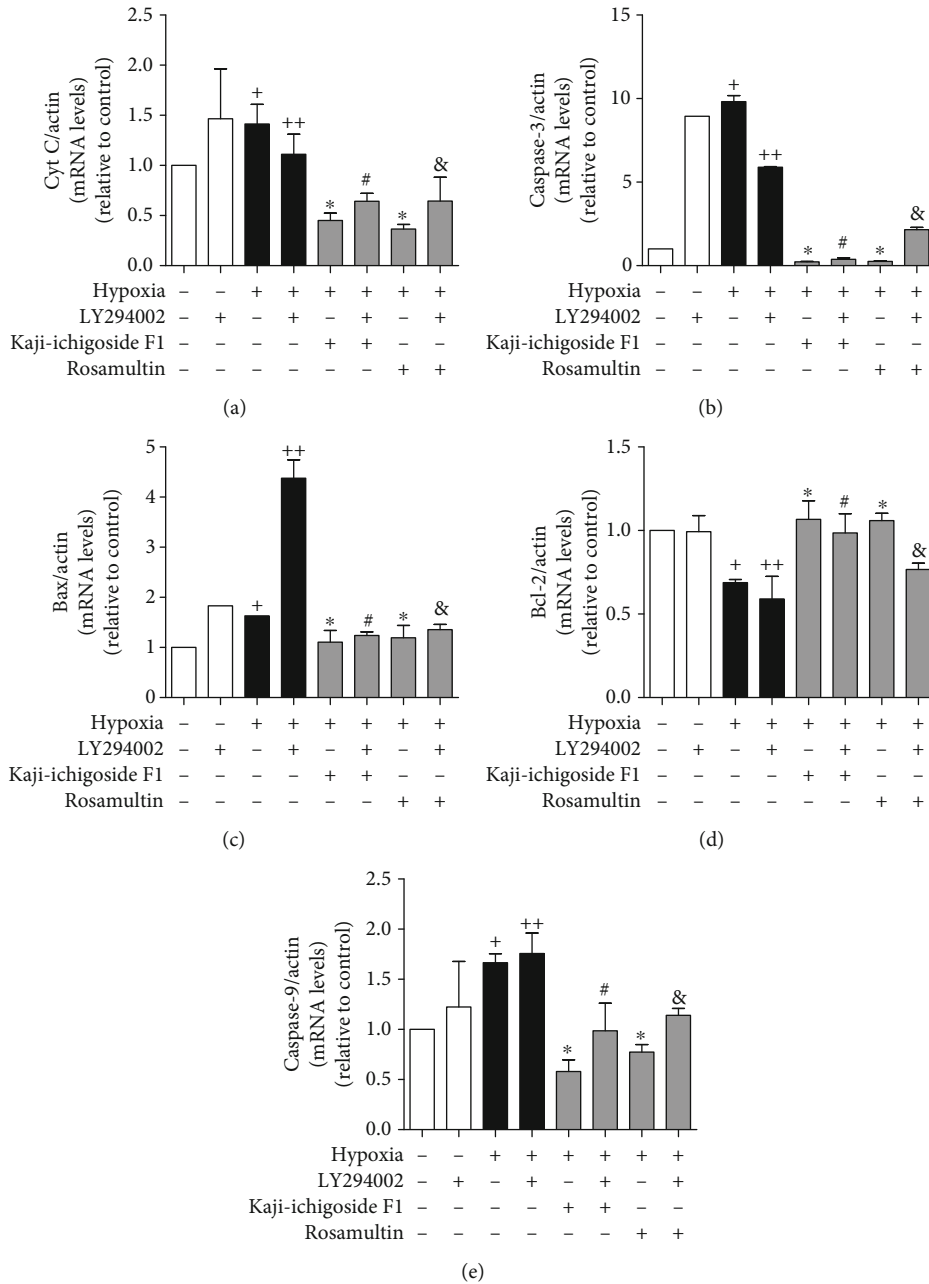 2.5
2.0
1.5
1.0
0.5
0.0
Cyt C/actin
(mRNA levels)
(relative to control)
+
++
*
#
*
&
Hypoxia – – + + + + + +
LY294002 – + – + – + – +
Kaji-ichigoside F1 – – – – + + – –
Rosamultin – – – – – – + +
(a)
15
10
5
0
Caspase-3/actin
(mRNA levels)
(relative to control)
+
++
*
#
*
&
Hypoxia – – + + + + + +
LY294002 – + – + – + – +
Kaji-ichigoside F1 – – – – + + – –
Rosamultin – – – – – – + +
(b)
5
4
3
2
1
0
Bax/actin
(mRNA levels)
(relative to control)
+
++
*
#
*
&
Hypoxia – – + + + + + +
LY294002 – + – + – + – +
Kaji-ichigoside F1 – – – – + + – –
Rosamultin – – – – – – + +
(c)
1.5
1.0
0.5
0.0
Bcl-2/actin
(mRNA levels)
(relative to control)
+
++
*
#
*
&
Hypoxia – – + + + + + +
LY294002 – + – + – + – +
Kaji-ichigoside F1 – – – – + + – –
Rosamultin – – – – – – + +
(d)
2.5
2.0
1.5
1.0
0.5
0.0
Caspase-9/actin
(mRNA levels)
(relative to control)
+
++
*
#
*
&
Hypoxia – – + + + + + +
LY294002 – + – + – + – +
Kaji-ichigoside F1 – – – – + + – –
Rosamultin – – – – – – + +
(e)